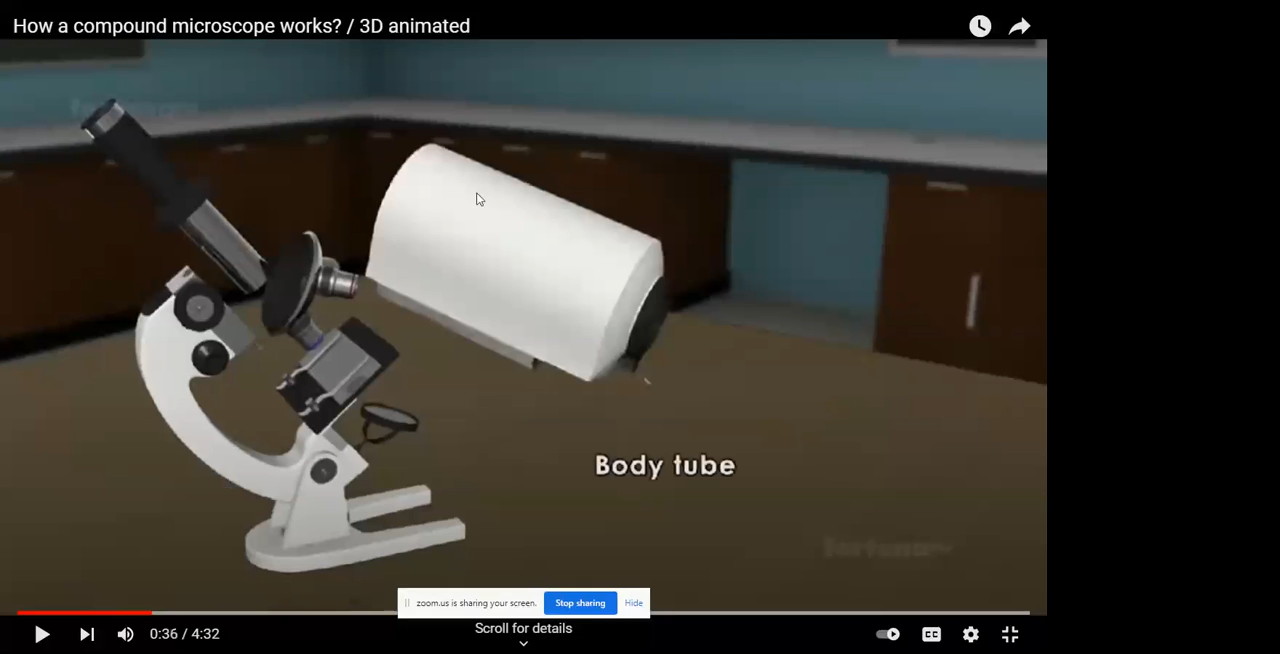 How a compound microscope works? / 3D animated
Body tube
zoom.us is sharing your screen. Stop sharing Hide
0:36 / 4:32
CC
Scroll for details